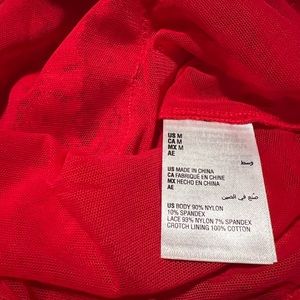 US M
CA M
MX M
AE
وسط
US MADE IN CHINA
CA FABRIQUE EN CHINE
MX HECHO EN CHINA
AE
صنع في الصين
US BODY 90% NYLON
10% SPANDEX
LACE 93% NYLON 7% SPANDEX
CROTCH LINING 100% COTTON